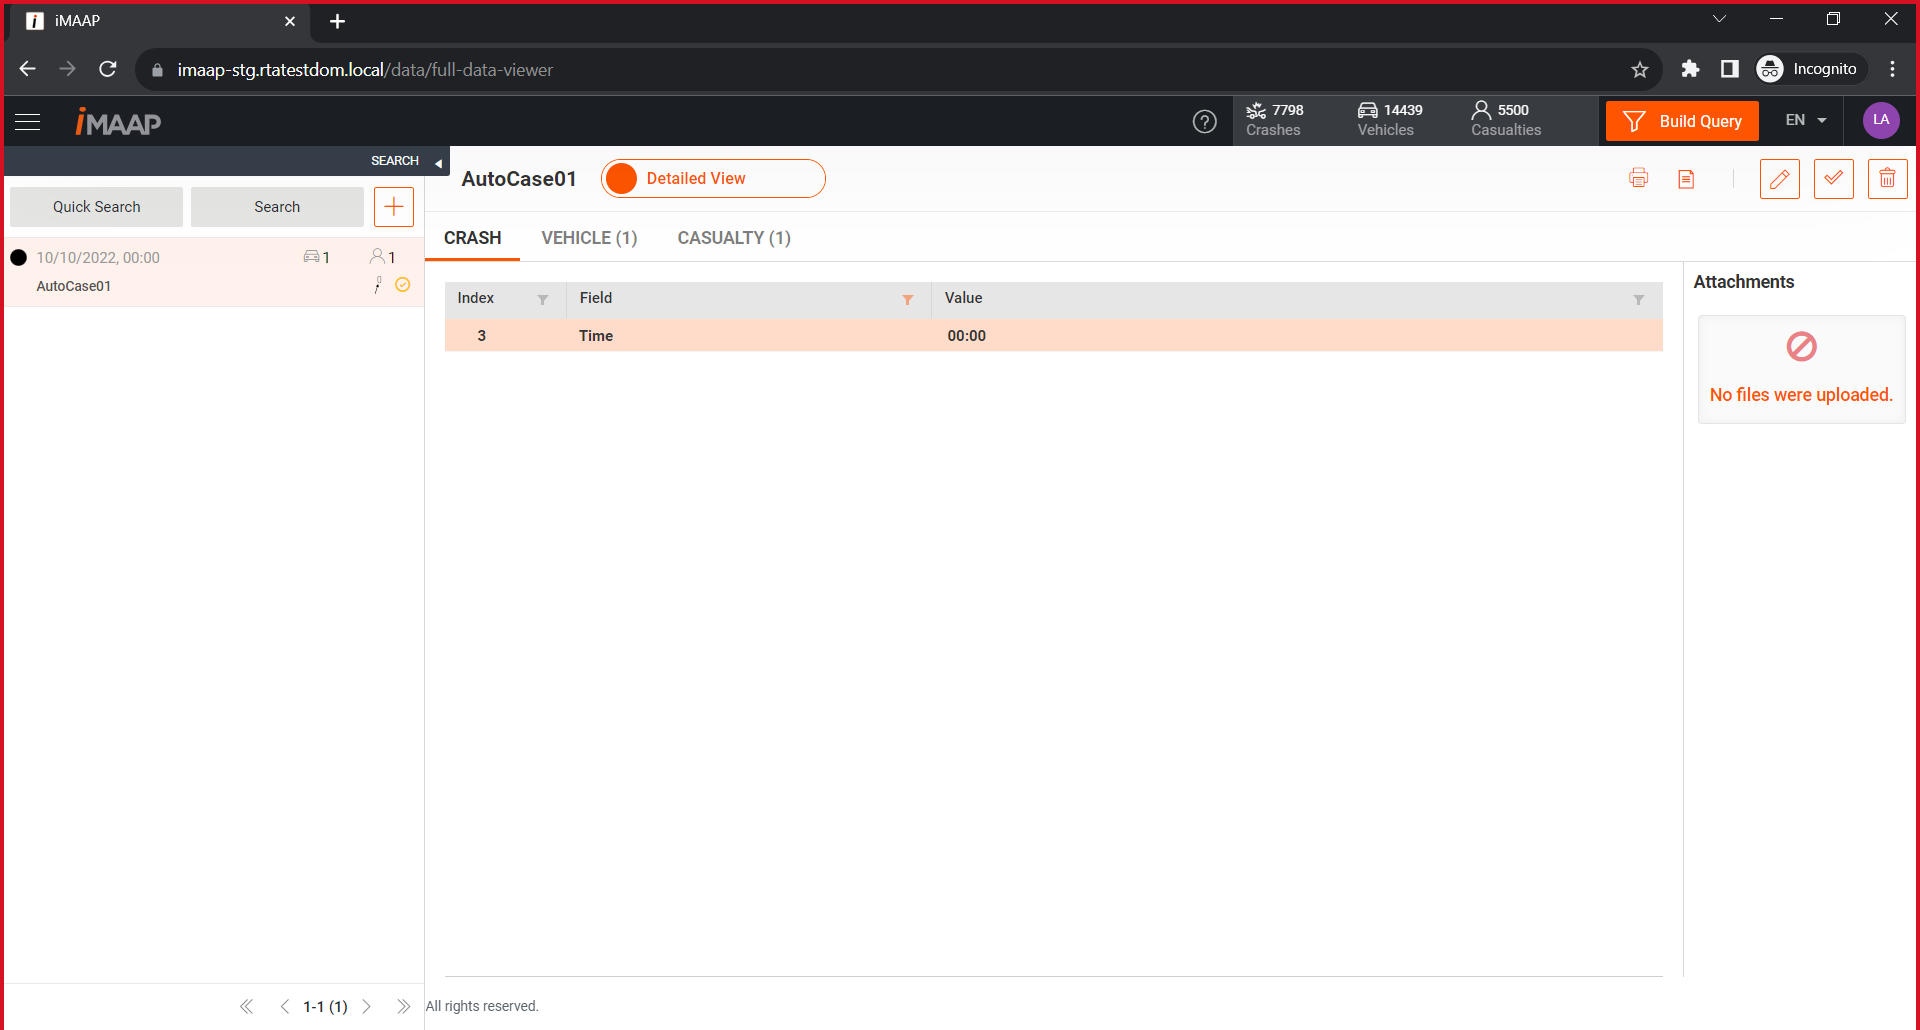 iMAAP
imaap-stg.rtatestdom.local/data/full-data-viewer
Incognito
iMAAP
7798
Crashes
14439
Vehicles
5500
Casualties
Build Query
EN
LA
SEARCH
AutoCase01
Detailed View
Quick Search
Search
CRASH
VEHICLE (1)
CASUALTY (1)
10/10/2022, 00:00
1
1
AutoCase01
Index
Field
Value
3
Time
00:00
Attachments
No files were uploaded.
1-1 (1)
All rights reserved.